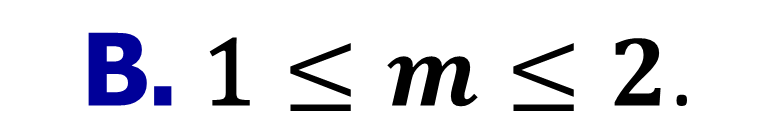 B. 1 ≤ m ≤ 2.